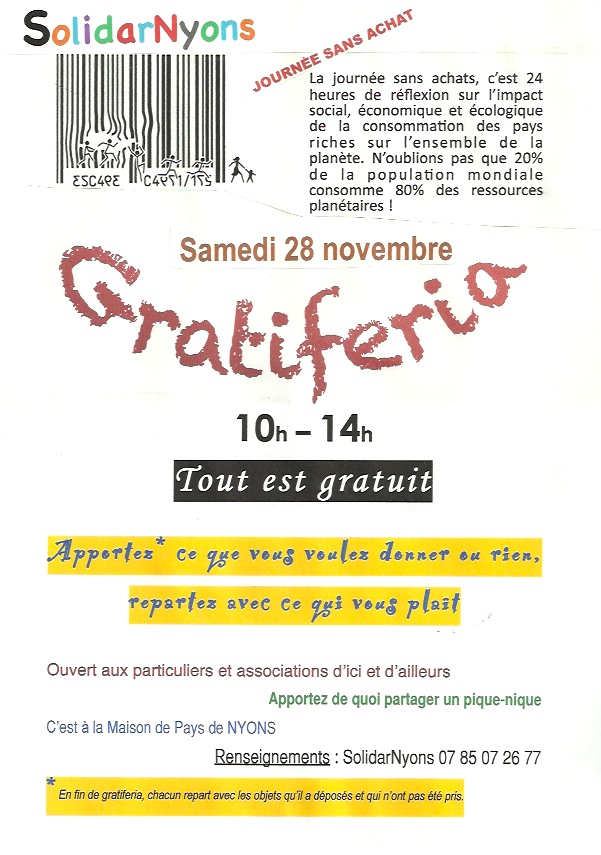 SolidarNyons
JOURNÉE SANS ACHAT
La journée sans achats, c'est 24
heures de réflexion sur l'impact
social, économique et écologique
de la consommation des pays
riches sur l'ensemble de la
planète. N'oublions pas que 20%
de la population mondiale
consomme 80% des ressources
planétaires !
Samedi 28 novembre
Gratiferia
10h – 14h
Tout est gratuit
Apportez* ce que vous voulez donner ou rien,
repartez avec ce qui vous plaît
Ouvert aux particuliers et associations d'ici et d'ailleurs
Apportez de quoi partager un pique-nique
C'est à la Maison de Pays de NYONS
Renseignements : SolidarNyons 07 85 07 26 77
* En fin de gratiferia, chacun repart avec les objets qu'il a déposés et qui n'ont pas été pris.